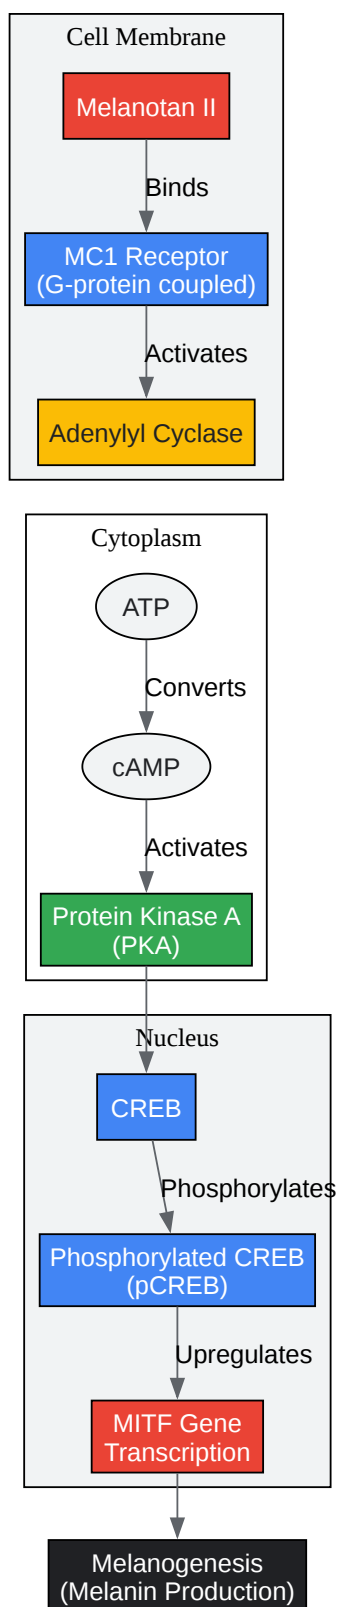 Cell Membrane
Melanotan II
Binds
MC1 Receptor
(G-protein coupled)
Activates
Adenylyl Cyclase
Cytoplasm
ATP
Converts
cAMP
Activates
Protein Kinase A
(PKA)
Nucleus
CREB
Phosphorylates
Phosphorylated CREB
(pCREB)
Upregulates
MITF Gene
Transcription
Melanogenesis
(Melanin Production)